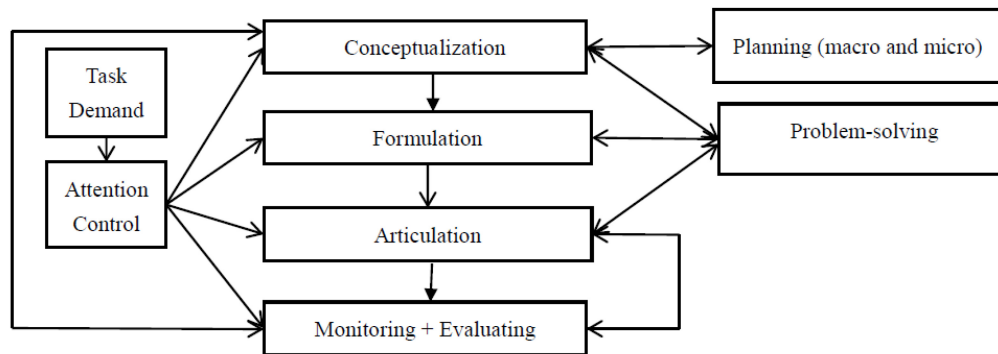 Conceptualization
Planning (macro and micro)
Task
Demand
Formulation
Problem-solving
Attention
Control
Articulation
Monitoring + Evaluating